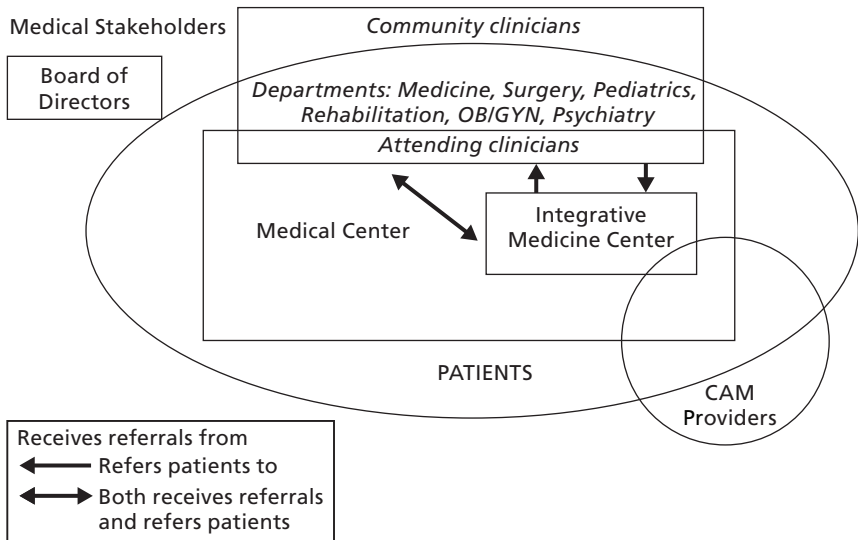 Medical Stakeholders
Community clinicians
Board of
Directors
Departments: Medicine, Surgery, Pediatrics,
Rehabilitation, OB/GYN, Psychiatry
Attending clinicians
Medical Center
Integrative
Medicine Center
PATIENTS
CAM
Providers
Receives referrals from
Refers patients to
Both receives referrals
and refers patients